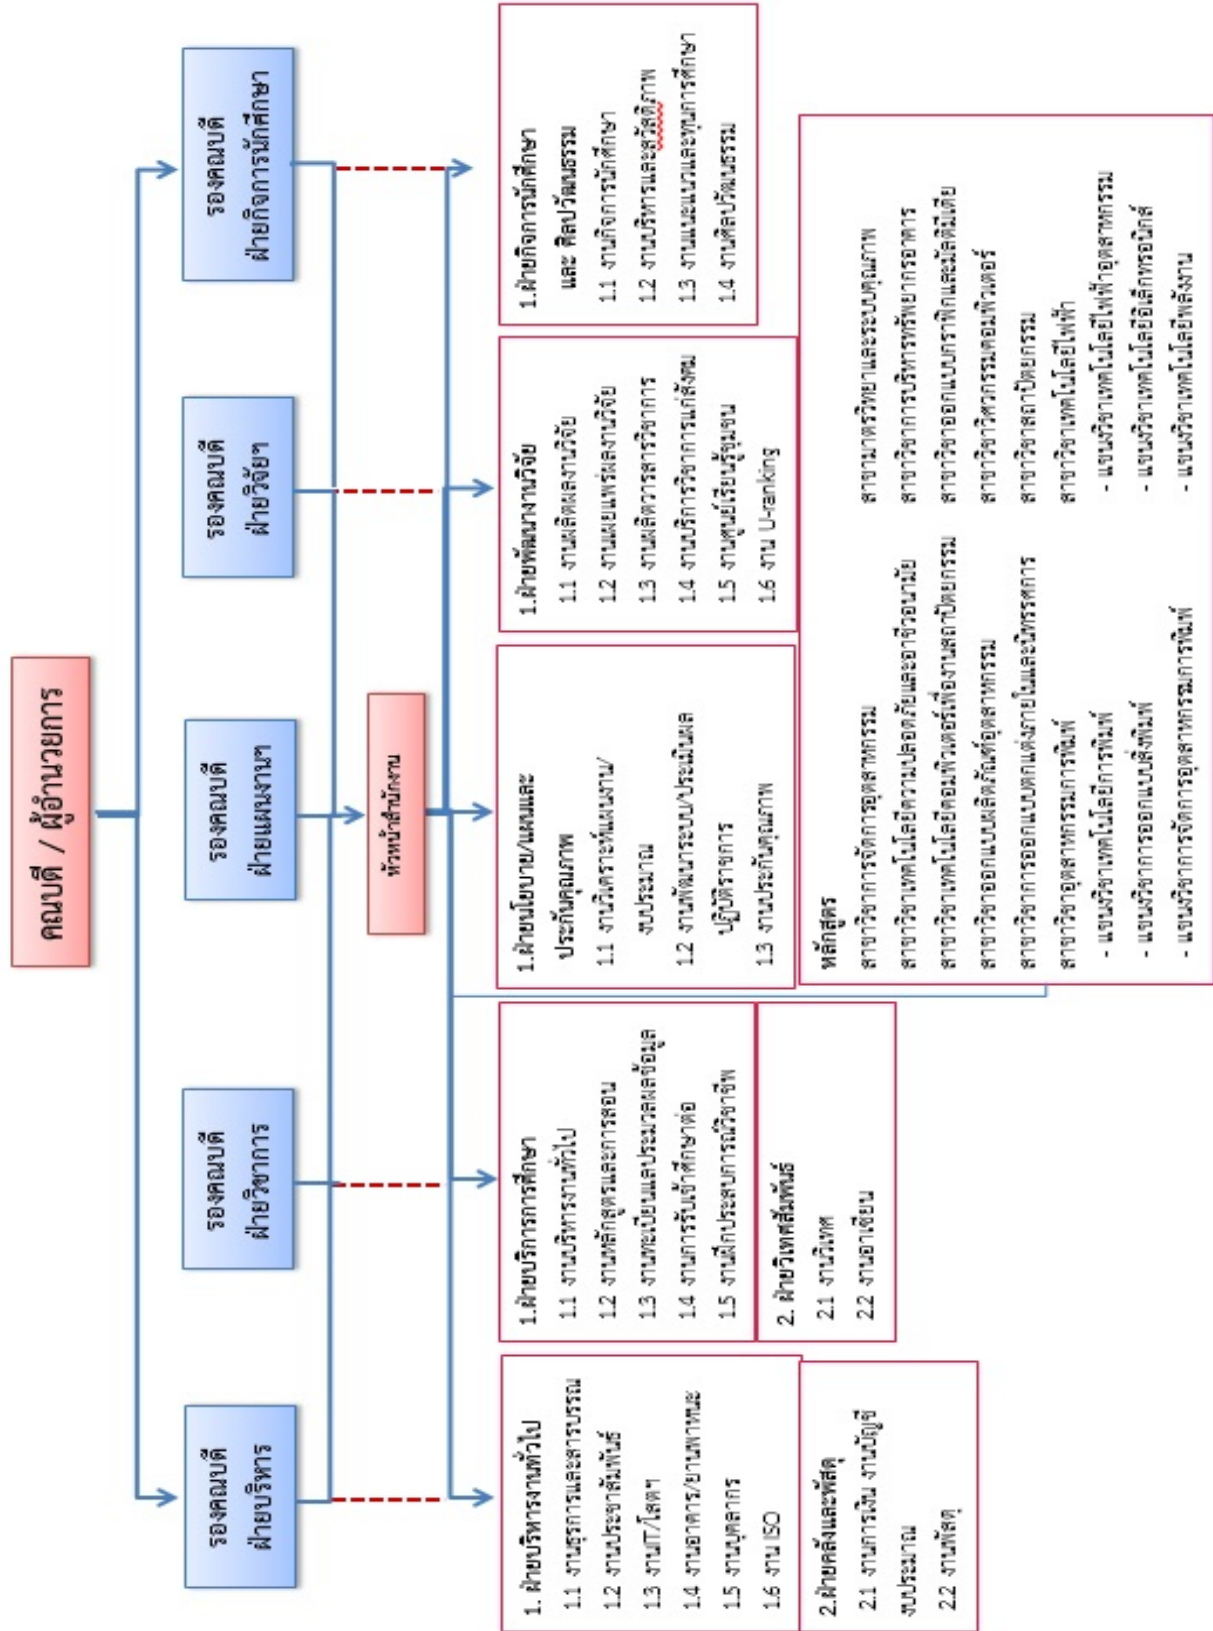 คณบดี / ผู้อำนวยการ
รองคณบดี
ฝ่ายบริหาร
รองคณบดี
ฝ่ายวิชาการ
รองคณบดี
ฝ่ายแผนงานฯ
รองคณบดี
ฝ่ายวิจัยฯ
รองคณบดี
ฝ่ายกิจการนักศึกษา
หัวหน้าสำนักงาน
1. ฝ่ายบริหารงานทั่วไป
1.1 งานธุรการและสารบรรณ
1.2 งานประชาสัมพันธ์
1.3 งานIT/โสตฯ
1.4 งานอาคาร/ยานพาหนะ
1.5 งานบุคลากร
1.6 งาน ISO
2.ฝ่ายคลังและพัสดุ
2.1 งานการเงิน งานบัญชี
งบประมาณ
2.2 งานพัสดุ
1.ฝ่ายบริการการศึกษา
1.1 งานบริหารงานทั่วไป
1.2 งานหลักสูตรและการสอน
1.3 งานทะเบียนและประมวลผลข้อมูล
1.4 งานการรับเข้าศึกษาต่อ
1.5 งานฝึกประสบการณ์วิชาชีพ
2. ฝ่ายวิเทศสัมพันธ์
2.1 งานวิเทศ
2.2 งานอาเซียน
1.ฝ่ายนโยบาย/แผนและ
ประกันคุณภาพ
1.1 งานวิเคราะห์แผนงาน/
งบประมาณ
1.2 งานพัฒนาระบบ/ประเมินผล
ปฏิบัติราชการ
1.3 งานประกันคุณภาพ
1.ฝ่ายพัฒนางานวิจัย
1.1 งานผลิตผลงานวิจัย
1.2 งานเผยแพร่ผลงานวิจัย
1.3 งานผลิตวารสารวิชาการ
1.4 งานบริการวิชาการแก่สังคม
1.5 งานศูนย์เรียนรู้ชุมชน
1.6 งาน U-ranking
1.ฝ่ายกิจการนักศึกษา
และ ศิลปวัฒนธรรม
1.1 งานกิจการนักศึกษา
1.2 งานบริหารและสวัสดิภาพ
1.3 งานแนะแนวและทุนการศึกษา
1.4 งานศิลปวัฒนธรรม
หลักสูตร
สาขาวิชาการจัดการอุตสาหกรรม
สาขาวิชาเทคโนโลยีความปลอดภัยและอาชีวอนามัย
สาขาวิชาเทคโนโลยีคอมพิวเตอร์เพื่องานสถาปัตยกรรม
สาขาวิชาออกแบบผลิตภัณฑ์อุตสาหกรรม
สาขาวิชาการออกแบบตกแต่งภายในและนิทรรศการ
สาขาวิชาอุตสาหกรรมการพิมพ์
- แขนงวิชาเทคโนโลยีการพิมพ์
- แขนงวิชาการออกแบบสิ่งพิมพ์
- แขนงวิชาการจัดการอุตสาหกรรมการพิมพ์
สาขามาตรวิทยาและระบบคุณภาพ
สาขาวิชาการบริหารทรัพยากรอาคาร
สาขาวิชาออกแบบกราฟิกและมัลติมีเดีย
สาขาวิชาวิศวกรรมคอมพิวเตอร์
สาขาวิชาสถาปัตยกรรม
สาขาวิชาเทคโนโลยีไฟฟ้า
- แขนงวิชาเทคโนโลยีไฟฟ้าอุตสาหกรรม
- แขนงวิชาเทคโนโลยีอิเล็กทรอนิกส์
- แขนงวิชาเทคโนโลยีพลังงาน